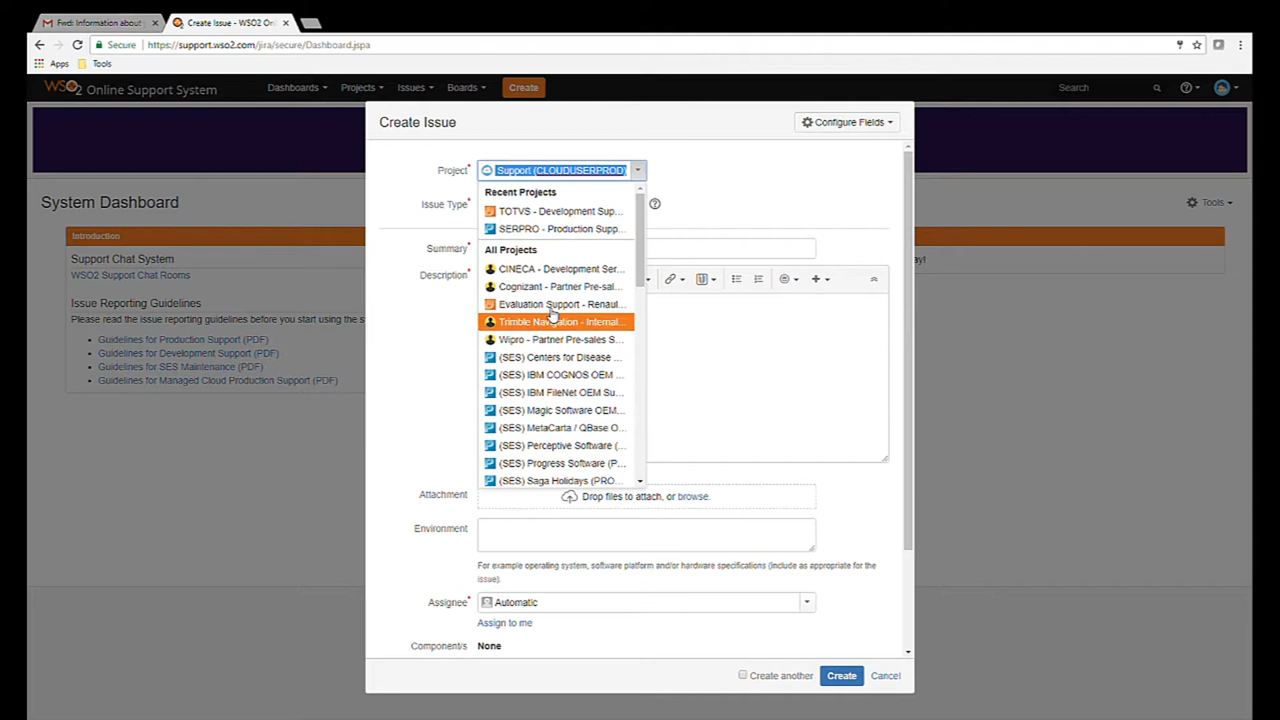 Fwd: Information about
Create Issue - WSO2 Onl
Secure https://support.wso2.com/jira/secure/Dashboard.jspa
Apps Tools
WSO2 Online Support System Dashboards Projects Issues Boards Create Search
Create Issue Configure Fields
Project* Support (CLOUDUSERPROD)
Recent Projects
TOTVS - Development Sup...
SERPRO - Production Supp...
All Projects
CINECA - Development Ser...
Cognizant - Partner Pre-sal...
Evaluation Support - Renaul...
Trimble Navigation - Internal...
Wipro - Partner Pre-sales S...
(SES) Centers for Disease ...
(SES) IBM COGNOS OEM ...
(SES) IBM FileNet OEM Su...
(SES) Magic Software OEM...
(SES) MetaCarta / QBase O...
(SES) Perceptive Software (...
(SES) Progress Software (P...
(SES) Saga Holidays (PRO...
Issue Type*
Summary*
Description*
Attachment Drop files to attach, or browse.
Environment
For example operating system, software platform and/or hardware specifications (include as appropriate for the
issue).
Assignee* Automatic
Assign to me
Component/s None
Create another Create Cancel
System Dashboard Tools
Introduction
Support Chat System
WSO2 Support Chat Rooms
Issue Reporting Guidelines
Please read the issue reporting guidelines before you start using the s
Guidelines for Production Support (PDF)
Guidelines for Development Support (PDF)
Guidelines for SES Maintenance (PDF)
Guidelines for Managed Cloud Production Support (PDF)